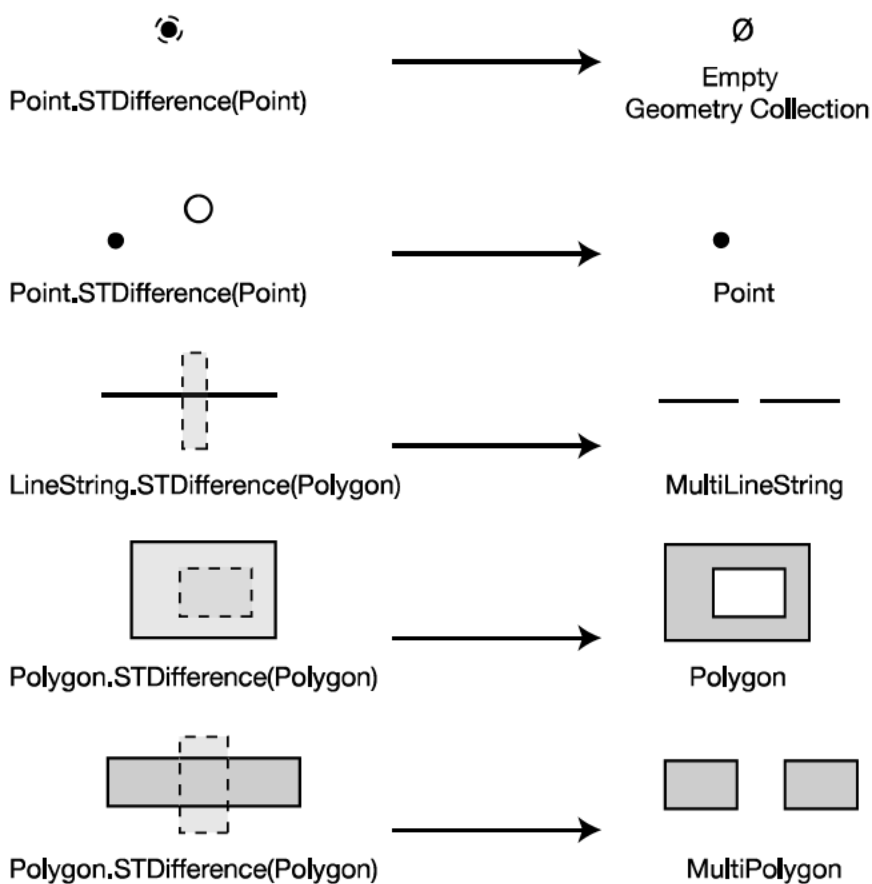 Point.STDifference(Point)
Ø
Empty
Geometry Collection
Point.STDifference(Point)
Point
LineString.STDifference(Polygon)
MultiLineString
Polygon.STDifference(Polygon)
Polygon
Polygon.STDifference(Polygon)
MultiPolygon